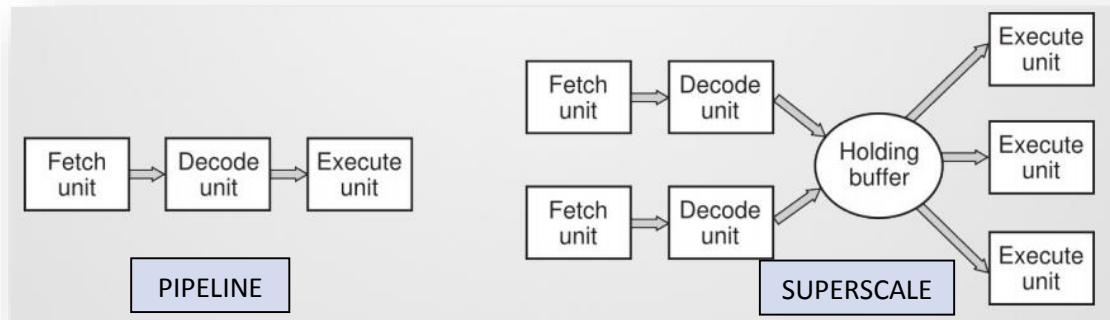 Fetch
unit
Decode
unit
Execute
unit
PIPELINE
Fetch
unit
Decode
unit
Fetch
unit
Decode
unit
Holding
buffer
Execute
unit
Execute
unit
Execute
unit
SUPERSCALE